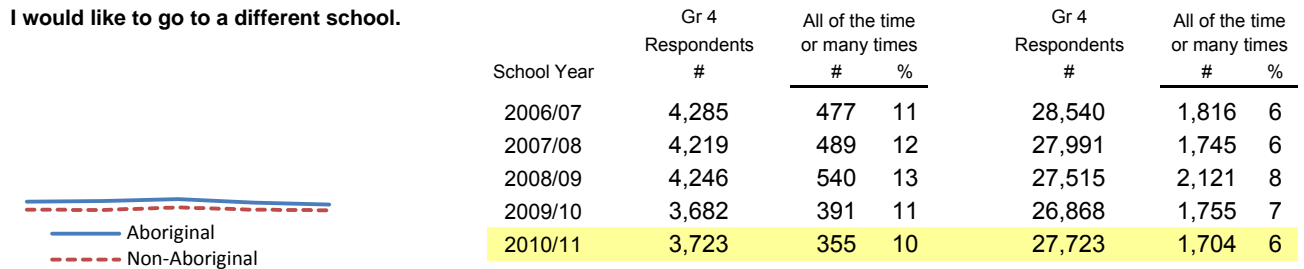 I would like to go to a different school.
Gr 4 All of the time Gr 4 All of the time
Respondents or many times Respondents or many times
School Year # # % # # %
2006/07 4,285 477 11 28,540 1,816 6
2007/08 4,219 489 12 27,991 1,745 6
2008/09 4,246 540 13 27,515 2,121 8
2009/10 3,682 391 11 26,868 1,755 7
2010/11 3,723 355 10 27,723 1,704 6
Aboriginal
Non-Aboriginal